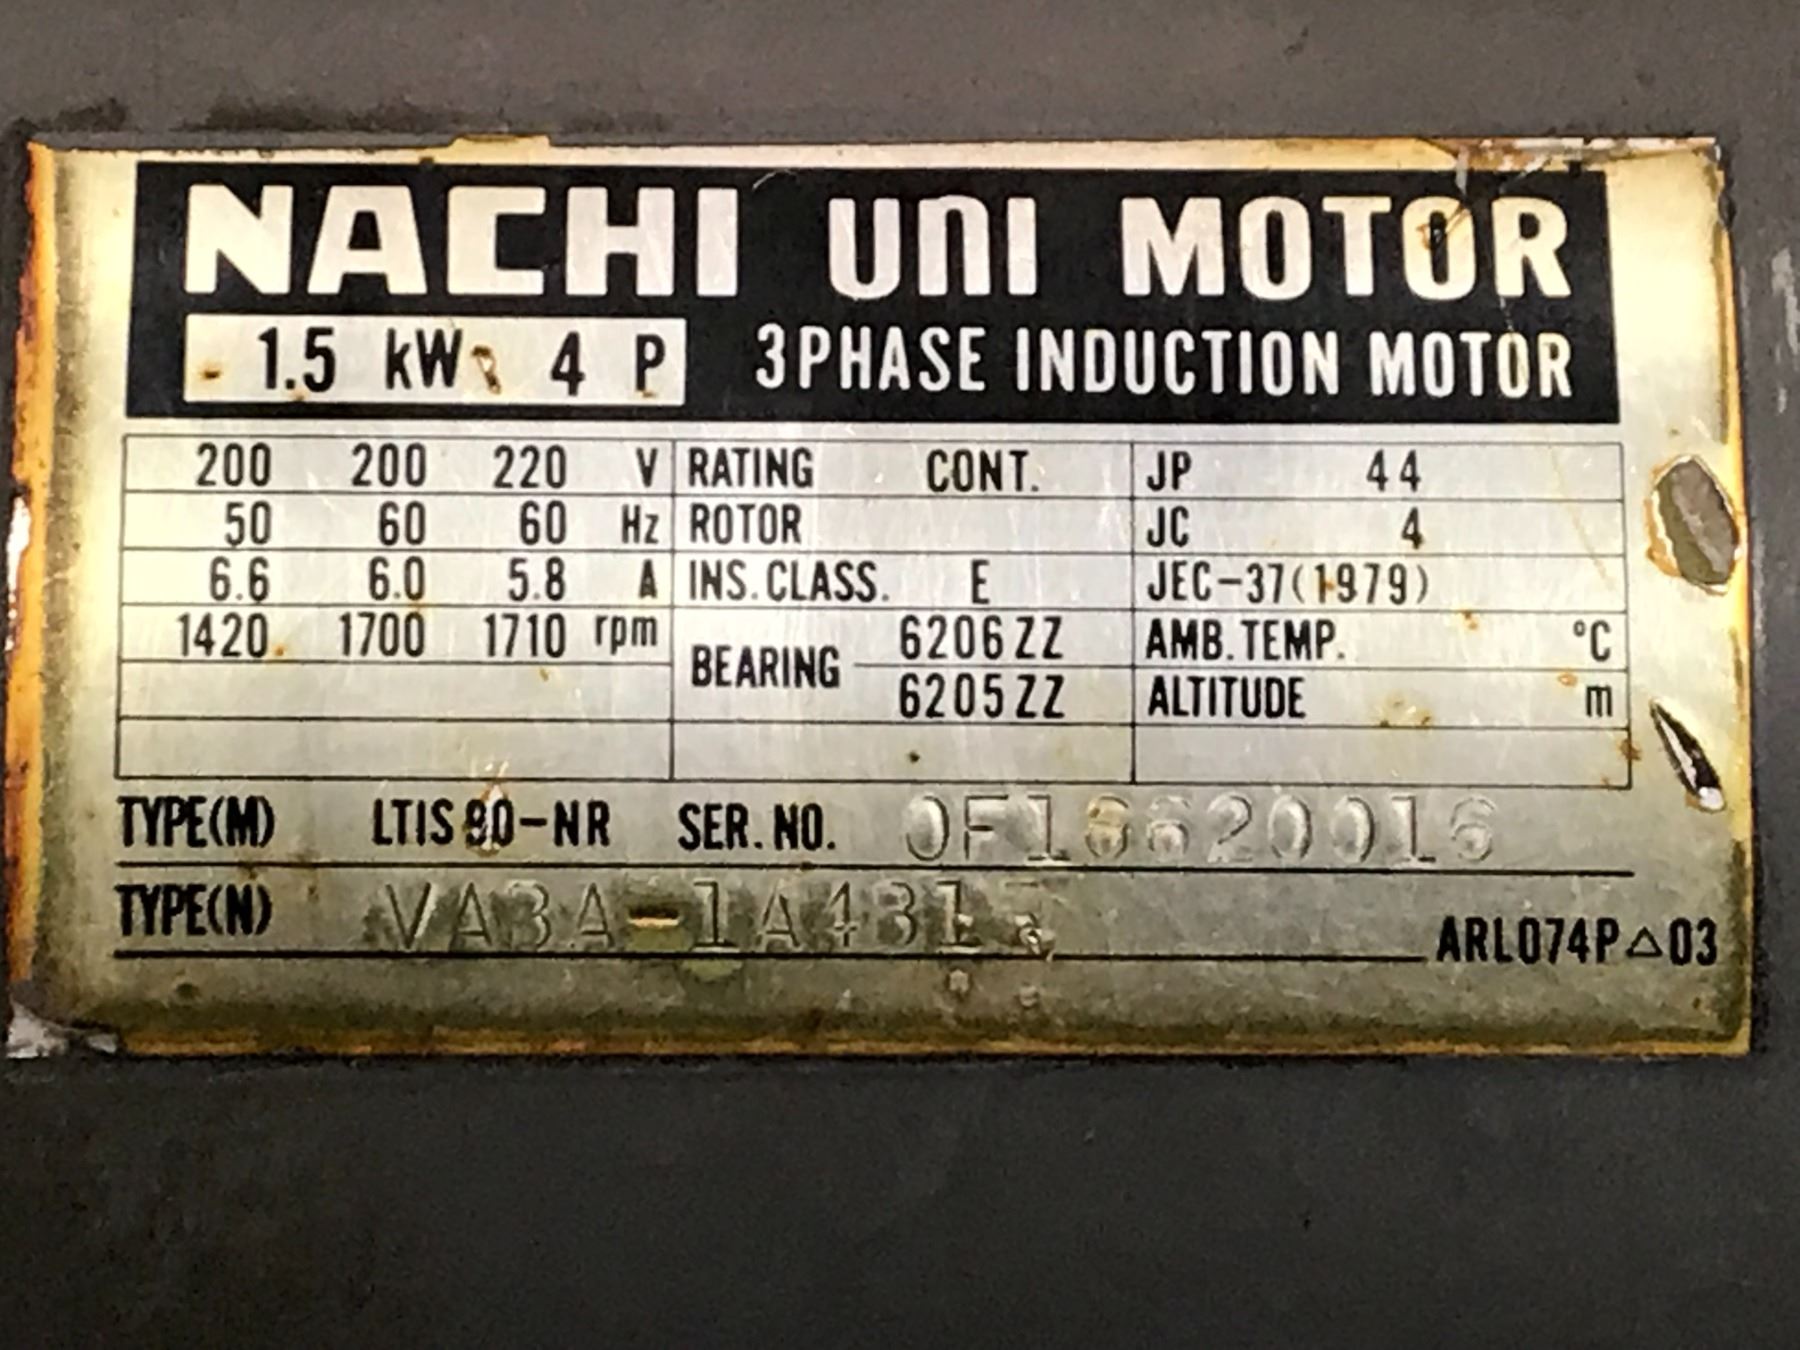 NACHI UNI MOTOR
1.5 kW 4 P 3 PHASE INDUCTION MOTOR
200 200 220 V RATING CONT. JP 44
50 60 60 Hz ROTOR JC 4
6.6 6.0 5.8 A INS. CLASS. E JEC-37(1979)
1420 1700 1710 rpm BEARING 6206ZZ AMB. TEMP. °C
6205ZZ ALTITUDE m
TYPE(M) LTIS80-NR SER. NO.
TYPE(N) ARL074P△03